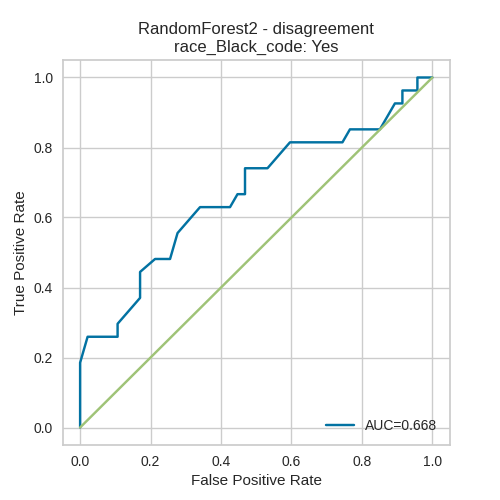 RandomForest2 - disagreement
race_Black_code: Yes
True Positive Rate
1.0
0.8
0.6
0.4
0.2
0.0
AUC=0.668
0.0 0.2 0.4 0.6 0.8 1.0
False Positive Rate